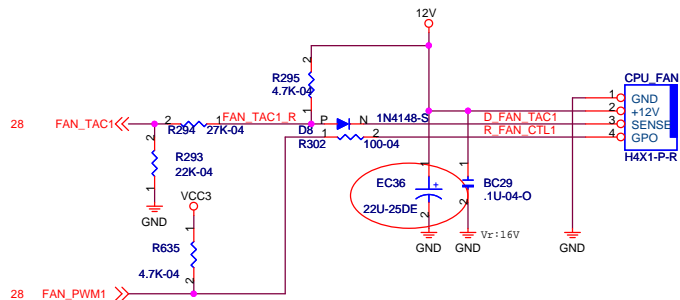 12V
CPU_FAN
R295
4.7K-04
1
2
28 FAN_TAC1
2 1
R294 27K-04
FAN_TAC1_R
P N 1N4148-S
D8
D_FAN_TAC1
R302
1 2
100-04
R_FAN_CTL1
1 GND
2 +12V
3 SENSE
4 GPO
H4X1-P-R
2
R293
22K-04
1
GND
VCC3
1
R635
4.7K-04
2
28 FAN_PWM1
1
EC36
+
22U-25DE
2
GND
1
BC29
.1U-04-O
2
GND
Vr:16V
GND